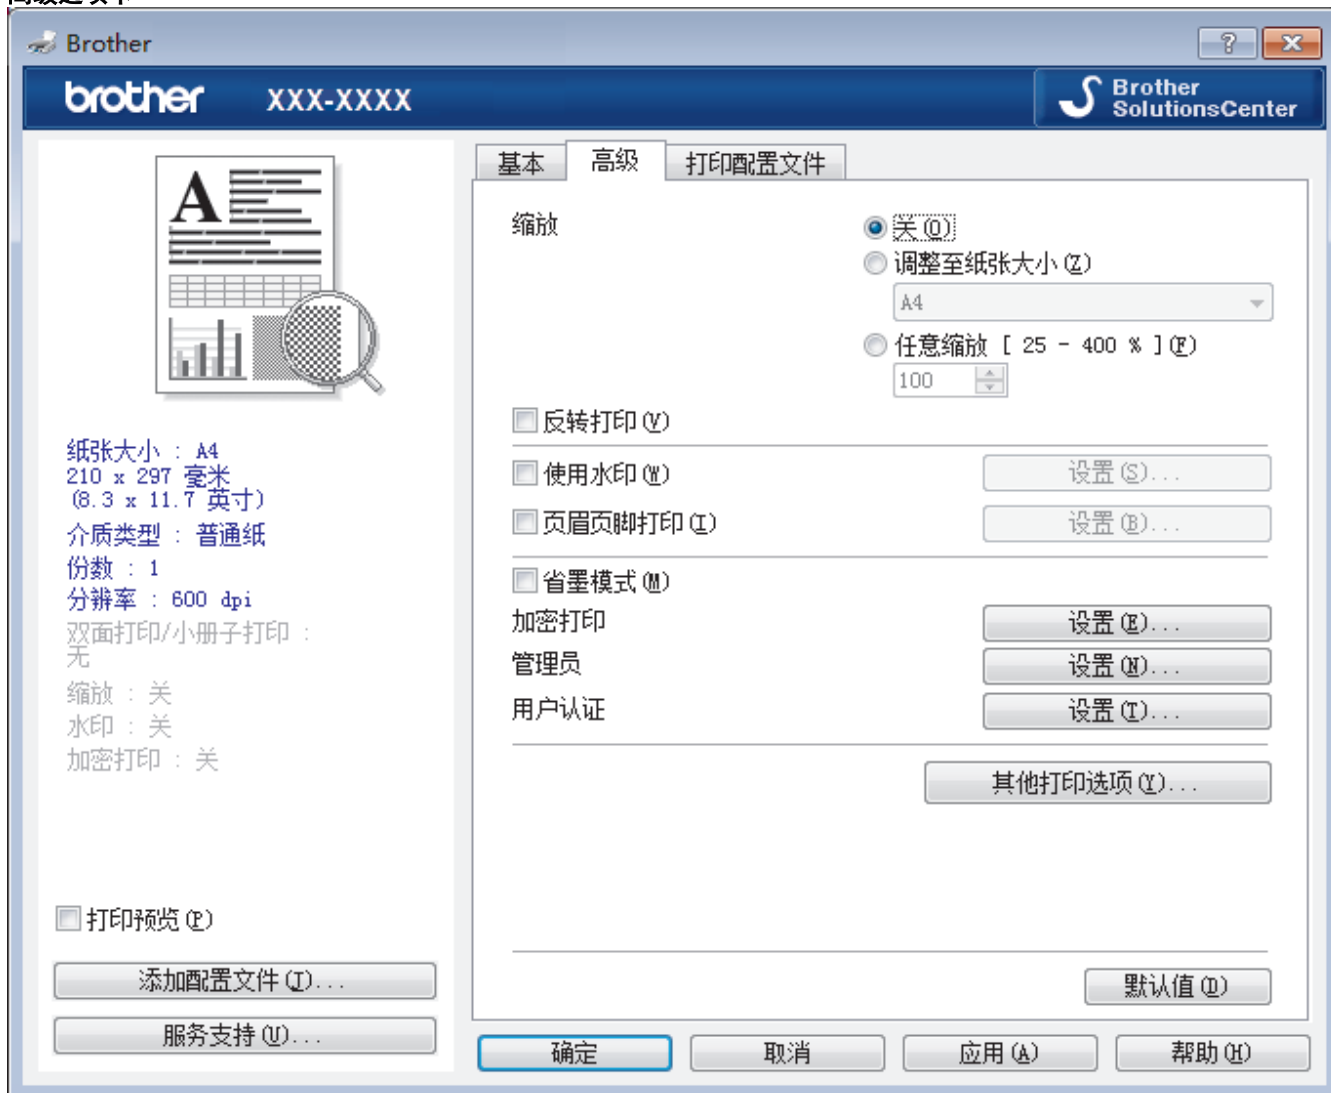 高级选项卡
Brother
brother XXX-XXXX
Brother
SolutionsCenter
A
纸张大小 : A4
210 x 297 毫米
(8.3 x 11.7 英寸)
介质类型 : 普通纸
份数 : 1
分辨率 : 600 dpi
双面打印/小册子打印 :
无
缩放 : 关
水印 : 关
加密打印 : 关
打印预览(P)
添加配置文件(J)...
服务支持(U)...
基本 高级 打印配置文件
缩放 关(O)
调整至纸张大小(Z)
A4
任意缩放 [ 25 - 400 % ](F)
100
反转打印(V)
使用水印(W) 设置(S)...
页眉页脚打印(I) 设置(B)...
省墨模式(M)
加密打印 设置(E)...
管理员 设置(N)...
用户认证 设置(T)...
其他打印选项(Y)...
默认值(D)
确定 取消 应用(A) 帮助(H)